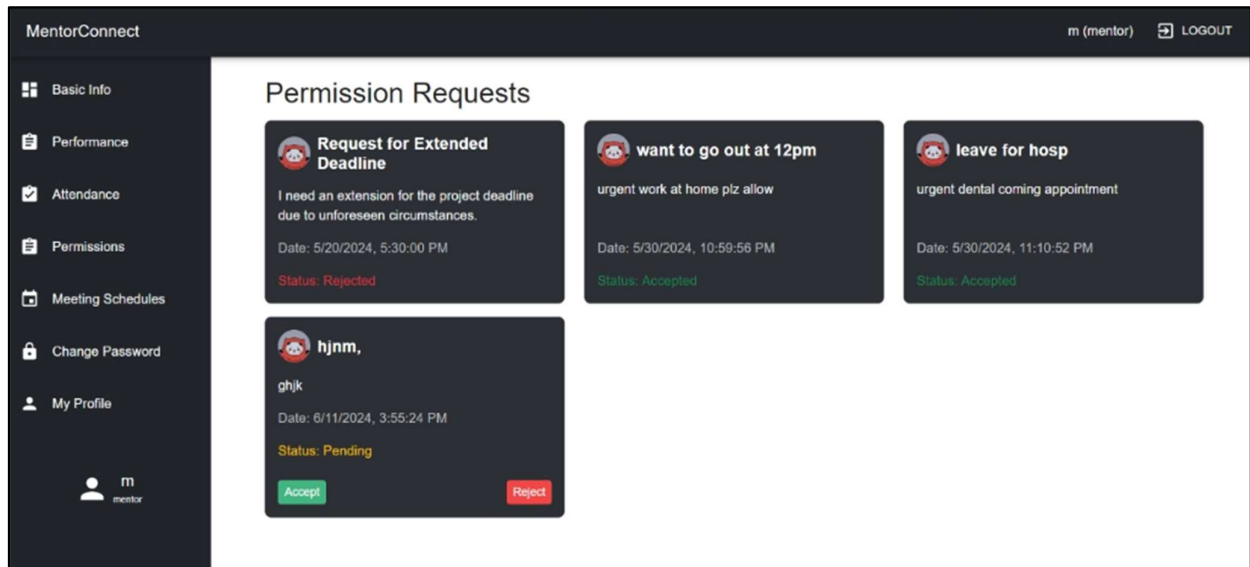 MentorConnect
m (mentor) LOGOUT
Basic Info
Performance
Attendance
Permissions
Meeting Schedules
Change Password
My Profile
m
mentor
Permission Requests
Request for Extended
Deadline
I need an extension for the project deadline
due to unforeseen circumstances.
Date: 5/20/2024, 5:30:00 PM
Status: Rejected
want to go out at 12pm
urgent work at home plz allow
Date: 5/30/2024, 10:59:56 PM
Status: Accepted
leave for hosp
urgent dental coming appointment
Date: 5/30/2024, 11:10:52 PM
Status: Accepted
hjnm,
ghjk
Date: 6/11/2024, 3:55:24 PM
Status: Pending
Accept Reject